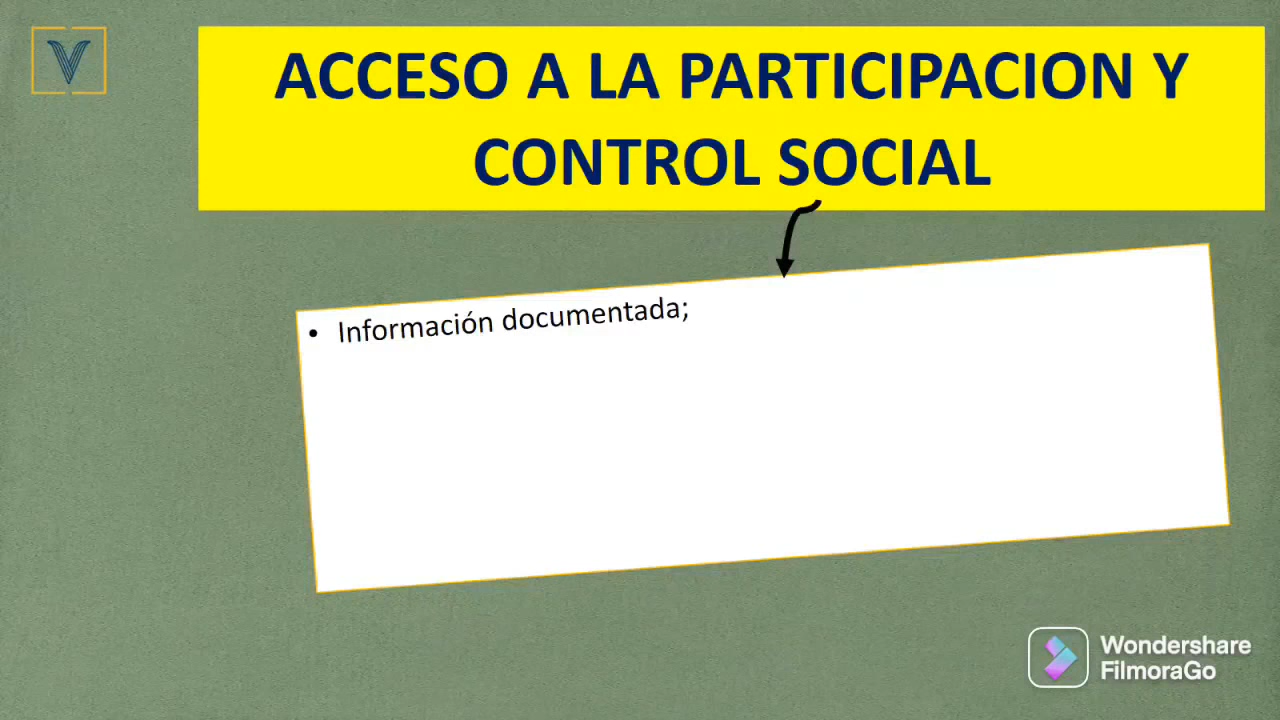 V
ACCESO A LA PARTICIPACION Y
CONTROL SOCIAL
• Información documentada;
Wondershare
FilmoraGo